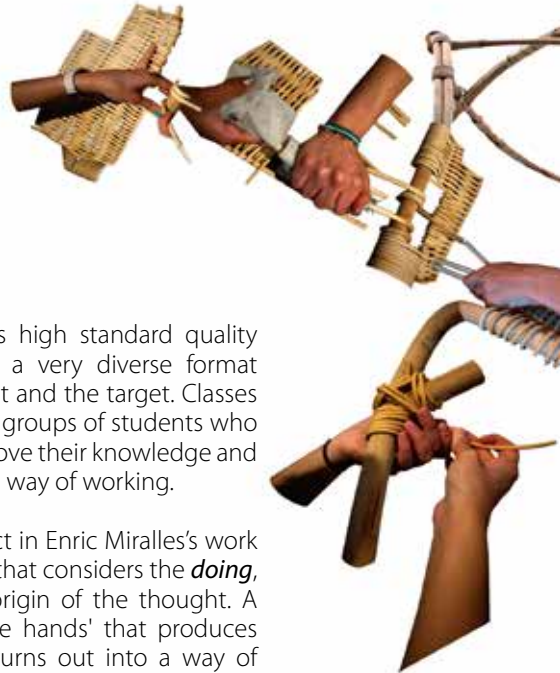 s high standard quality
a very diverse format
t and the target. Classes
groups of students who
ove their knowledge and
way of working.
ct in Enric Miralles's work
that considers the doing,
origin of the thought. A
e hands' that produces
urns out into a way of